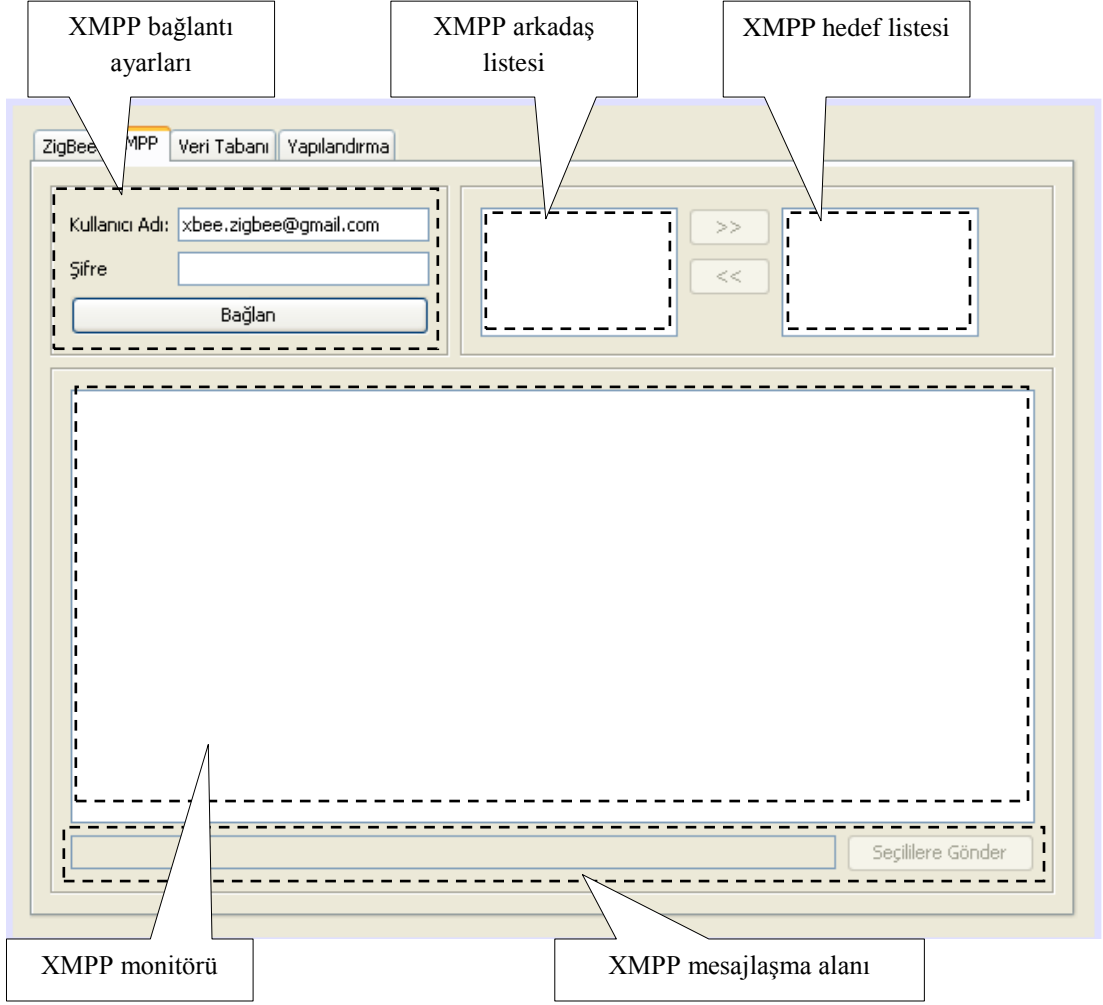 XMPP bağlantı
ayarları
XMPP arkadaş
listesi
XMPP hedef listesi
ZigBee MPP Veri Tabanı Yapılandırma
Kullanıcı Adı: xbee.zigbee@gmail.com
Şifre
Bağlan
>>
<<
Seçililere Gönder
XMPP monitörü
XMPP mesajlaşma alanı